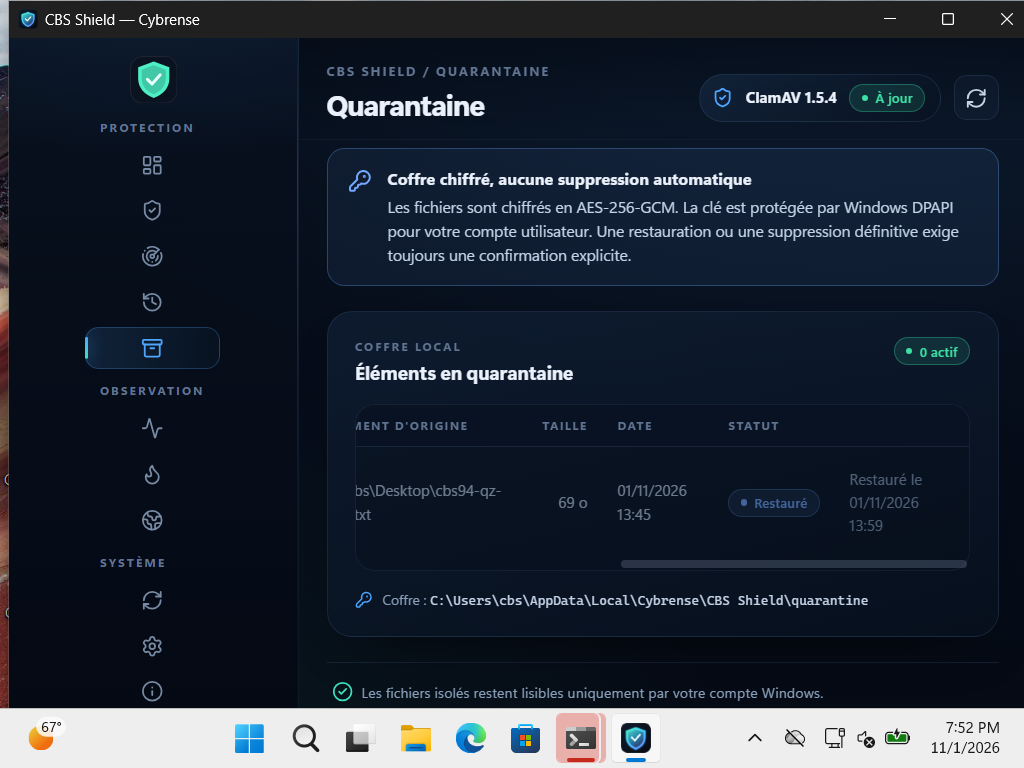 CBS Shield — Cybrense
PROTECTION
OBSERVATION
SYSTÈME
CBS SHIELD / QUARANTAINE
Quarantaine
ClamAV 1.5.4
À jour
Coffre chiffré, aucune suppression automatique
Les fichiers sont chiffrés en AES-256-GCM. La clé est protégée par Windows DPAPI
pour votre compte utilisateur. Une restauration ou une suppression définitive exige
toujours une confirmation explicite.
COFFRE LOCAL
0 actif
Éléments en quarantaine
MENT D'ORIGINE TAILLE DATE STATUT
bs\Desktop\cbs94-qz-
txt
69 o
01/11/2026
13:45
Restauré
Restauré le
01/11/2026
13:59
Coffre : C:\Users\cbs\AppData\Local\Cybrense\CBS Shield\quarantine
Les fichiers isolés restent lisibles uniquement par votre compte Windows.
67°
7:52 PM
11/1/2026